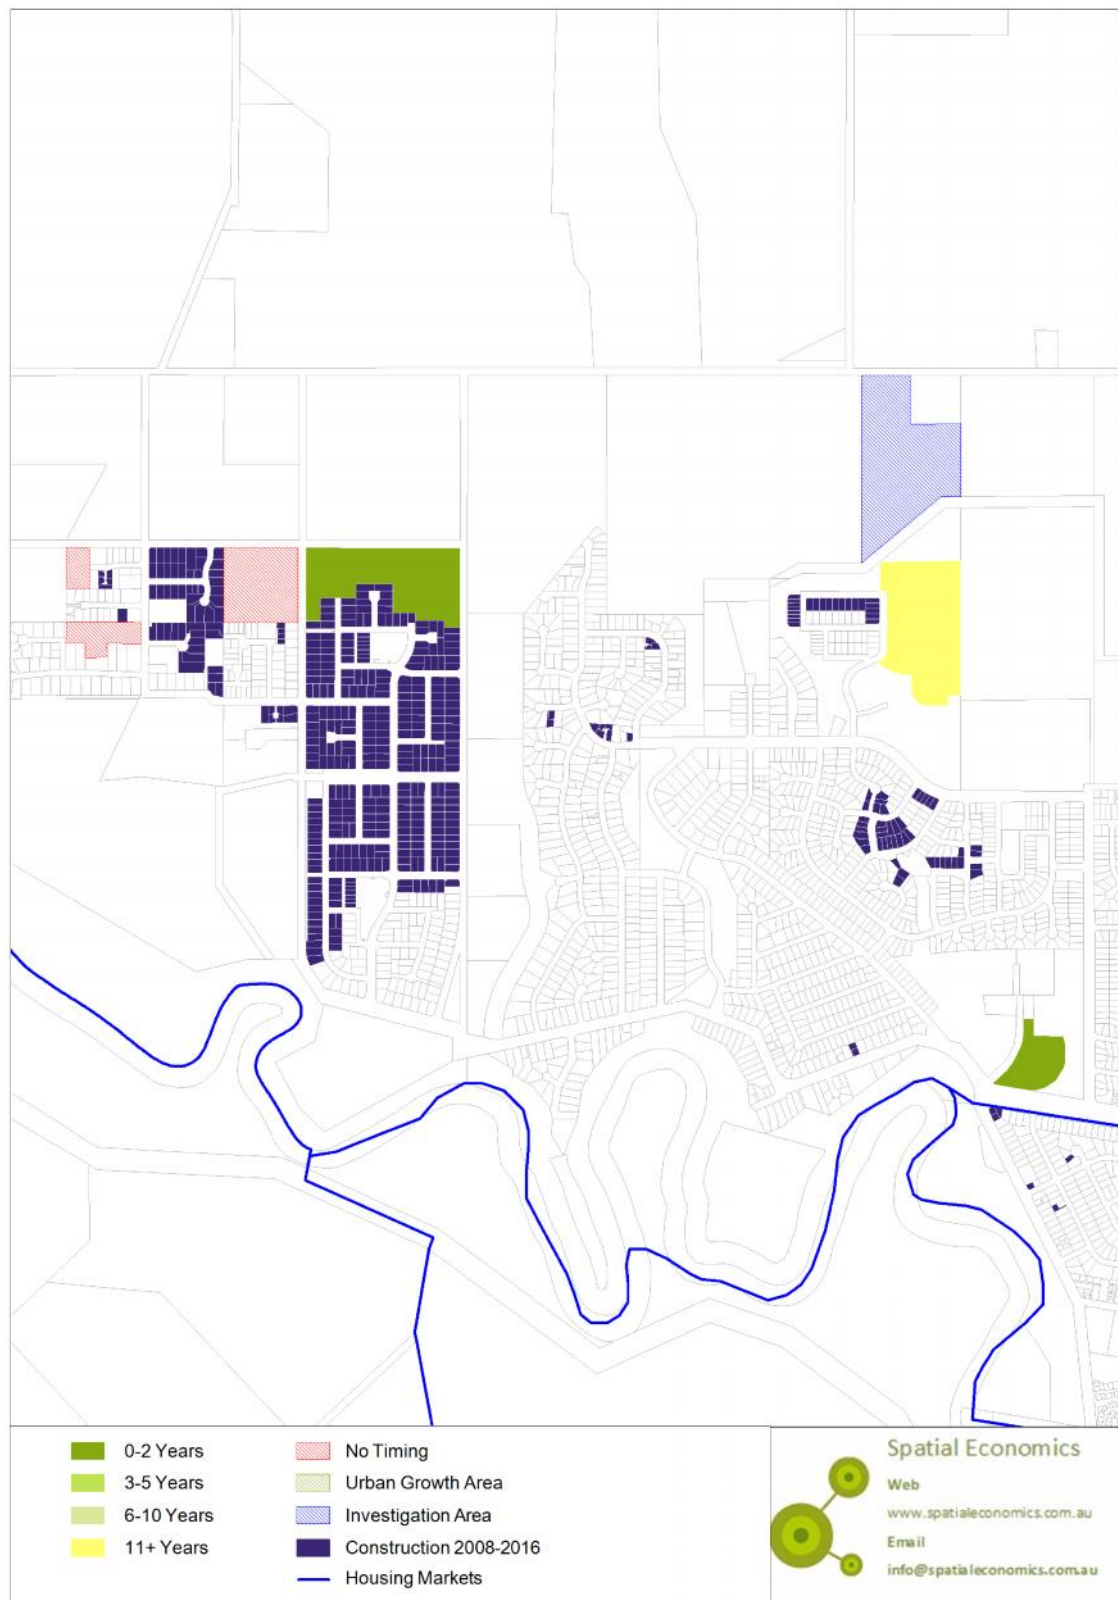 0-2 Years
3-5 Years
6-10 Years
11+ Years
No Timing
Urban Growth Area
Investigation Area
Construction 2008-2016
Housing Markets
Spatial Economics
Web
www.spatialeconomics.com.au
Email
info@spatialeconomics.com.au